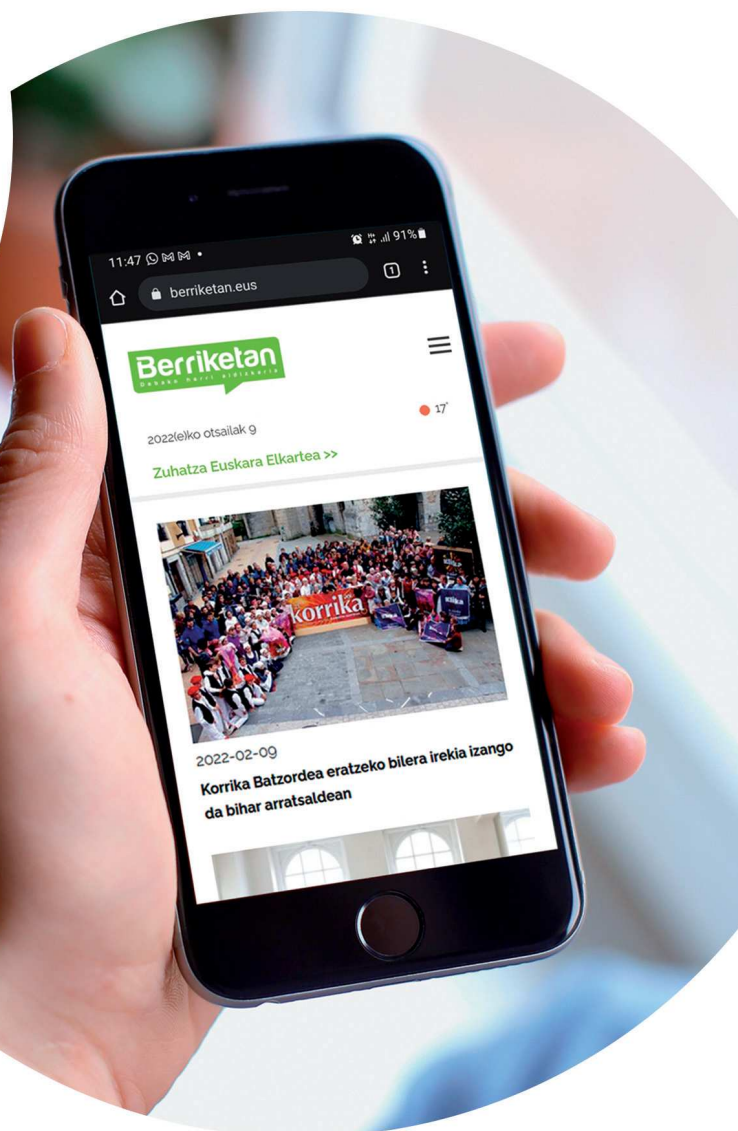 11:47
91%
berriketan.eus
1
Berriketan
Debako herri aldizkaria
2022(e)ko otsailak 9
17°
Zuhatza Euskara Elkartea >>
korrika
klika
2022-02-09
Korrika Batzordea eratzeko bilera irekia izango
da bihar arratsaldean